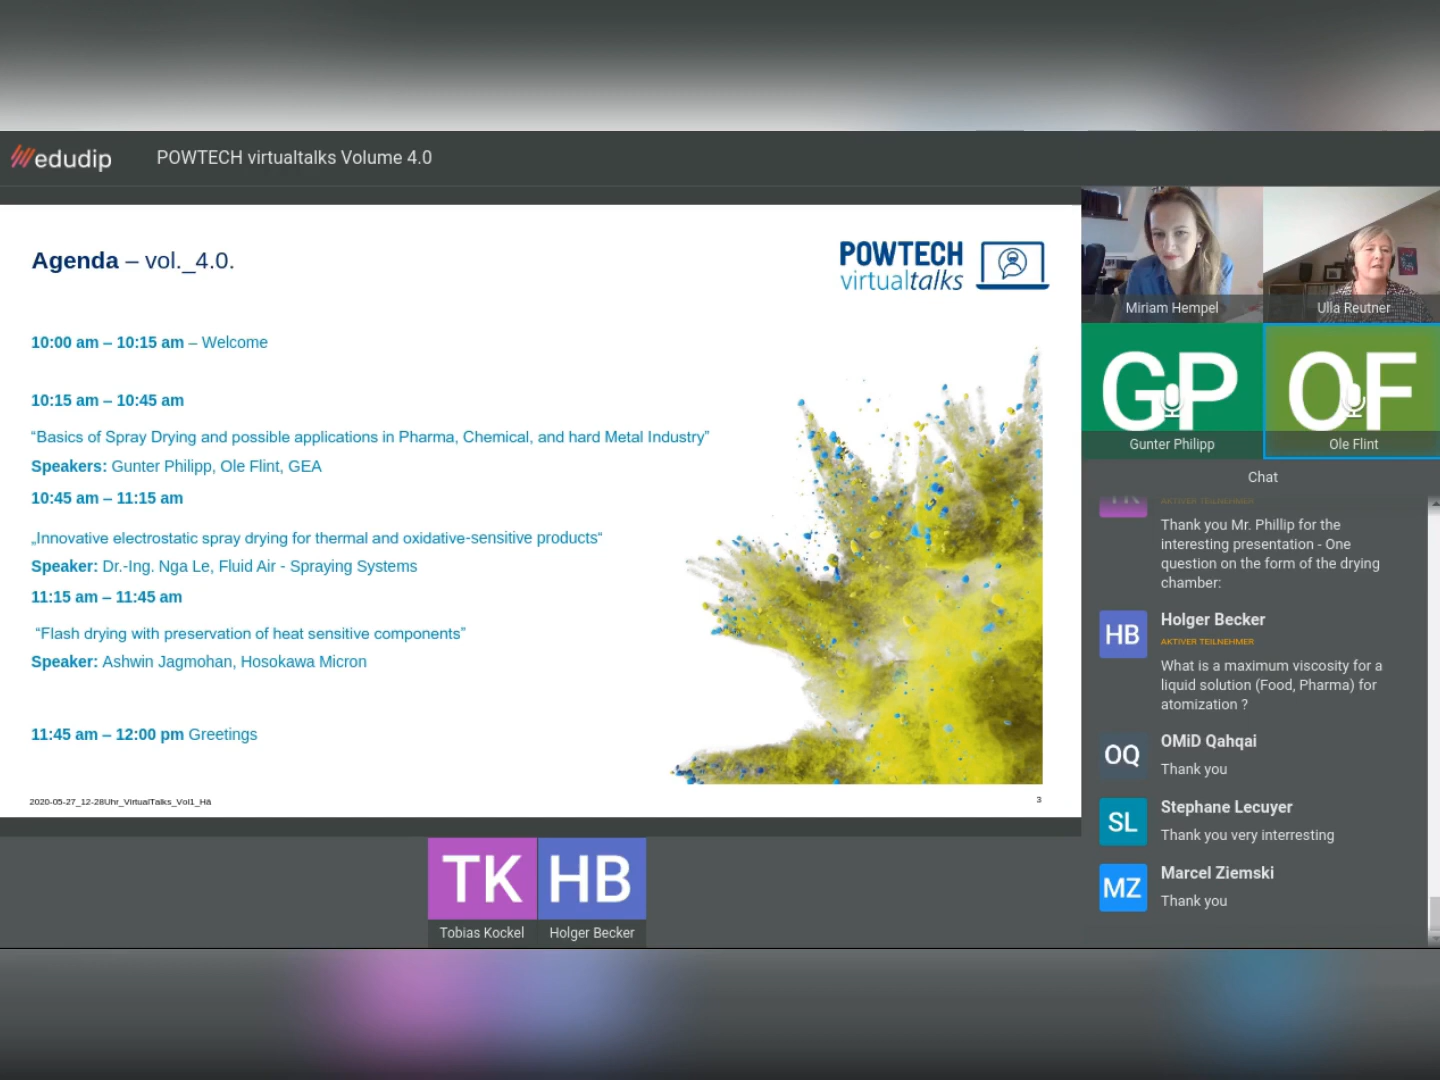 edudip
POWTECH virtualtalks Volume 4.0
Agenda – vol._4.0.
POWTECH
virtualtalks
10:00 am – 10:15 am – Welcome
10:15 am – 10:45 am
“Basics of Spray Drying and possible applications in Pharma, Chemical, and hard Metal Industry”
Speakers: Gunter Philipp, Ole Flint, GEA
10:45 am – 11:15 am
„Innovative electrostatic spray drying for thermal and oxidative-sensitive products“
Speaker: Dr.-Ing. Nga Le, Fluid Air - Spraying Systems
11:15 am – 11:45 am
“Flash drying with preservation of heat sensitive components”
Speaker: Ashwin Jagmohan, Hosokawa Micron
11:45 am – 12:00 pm Greetings
2020-05-27_12-28Uhr_VirtualTalks_Vol1_Hä
3
Miriam Hempel
Ulla Reutner
GP
Gunter Philipp
OF
Ole Flint
Chat
TK
AKTIVER TEILNEHMER
Thank you Mr. Phillip for the
interesting presentation - One
question on the form of the drying
chamber:
HB
Holger Becker
AKTIVER TEILNEHMER
What is a maximum viscosity for a
liquid solution (Food, Pharma) for
atomization ?
OQ
OMiD Qahqai
Thank you
SL
Stephane Lecuyer
Thank you very interresting
MZ
Marcel Ziemski
Thank you
TK
Tobias Kockel
HB
Holger Becker